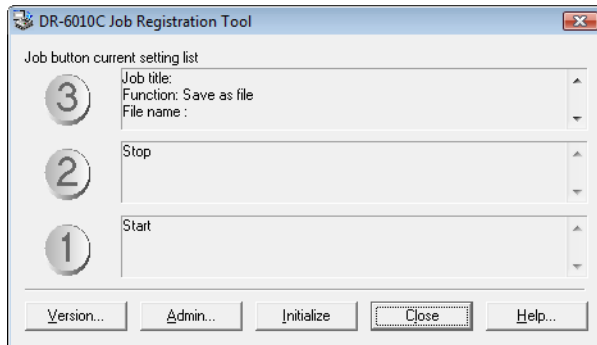 DR-6010C Job Registration Tool
Job button current setting list
3
Job title:
Function: Save as file
File name :
2
Stop
1
Start
Version... Admin... Initialize Close Help...